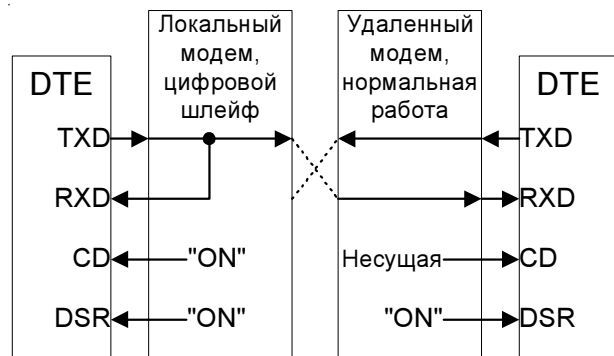 Локальный
модем,
цифровой
шлейф
Удаленный
модем,
нормальная
работа
DTE
DTE
TXD
TXD
RXD
RXD
CD
"ON"
Несущая
CD
DSR
"ON"
"ON"
DSR